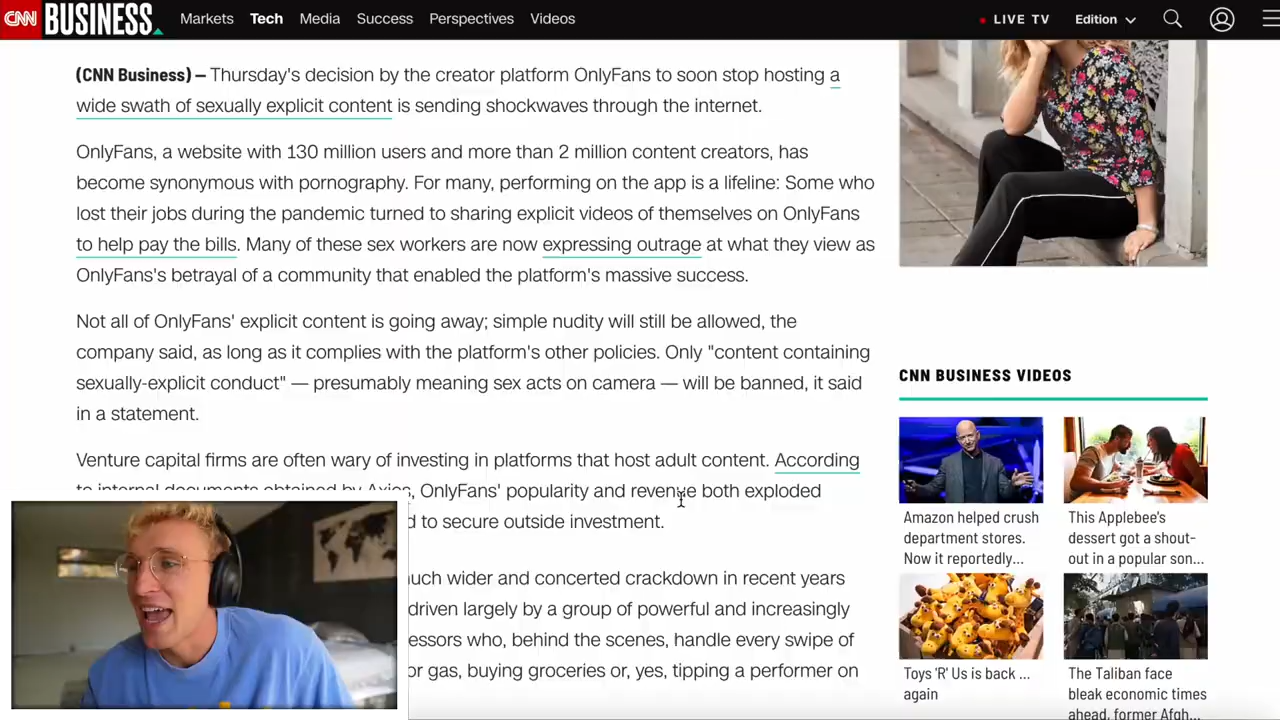 CNN BUSINESS Markets Tech Media Success Perspectives Videos LIVE TV Edition
(CNN Business) — Thursday's decision by the creator platform OnlyFans to soon stop hosting a
wide swath of sexually explicit content is sending shockwaves through the internet.
OnlyFans, a website with 130 million users and more than 2 million content creators, has
become synonymous with pornography. For many, performing on the app is a lifeline: Some who
lost their jobs during the pandemic turned to sharing explicit videos of themselves on OnlyFans
to help pay the bills. Many of these sex workers are now expressing outrage at what they view as
OnlyFans's betrayal of a community that enabled the platform's massive success.
Not all of OnlyFans' explicit content is going away; simple nudity will still be allowed, the
company said, as long as it complies with the platform's other policies. Only "content containing
sexually-explicit conduct" — presumably meaning sex acts on camera — will be banned, it said
in a statement.
Venture capital firms are often wary of investing in platforms that host adult content. According
to internal documents obtained by Axios, OnlyFans' popularity and revenue both exploded
to secure outside investment.
much wider and concerted crackdown in recent years
driven largely by a group of powerful and increasingly
who, behind the scenes, handle every swipe of
or gas, buying groceries or, yes, tipping a performer on
CNN BUSINESS VIDEOS
Amazon helped crush
department stores.
Now it reportedly...
This Applebee's
dessert got a shout-
out in a popular son...
Toys 'R' Us is back ...
again
The Taliban face
bleak economic times
ahead, former Afgh...